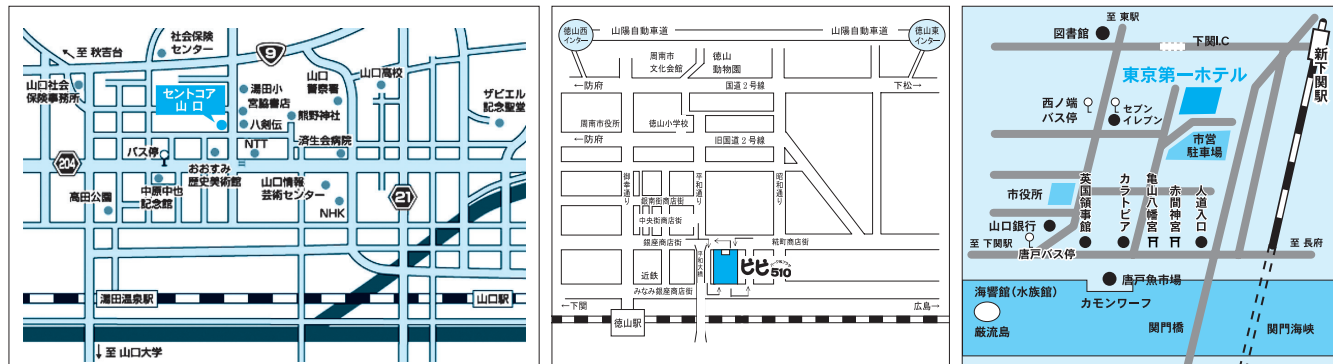 至 秋吉台
社会保険
センター
9
山口社会
保険事務所
セントコア
山口
湯田小
宮脇書店
八剣伝
山口
警察署
山口高校
熊野神社
ザビエル
記念聖堂
204
バス停
NTT
済生会病院
おおすみ
歴史美術館
高田公園
中原中也
記念館
山口情報
芸術センター
NHK
21
湯田温泉駅
山口駅
至 山口大学
徳山西
インター
山陽自動車道
山陽自動車道
徳山東
インター
周南市
文化会館
徳山
動物園
←防府
国道2号線
下松→
周南市役所
徳山小学校
←防府
旧国道2号線
御幸通り
平和通り
昭和通り
銀南街商店街
中央街商店街
銀座商店街
糀町商店街
平和大橋
近鉄
ピピ
510
みなみ銀座商店街
←下関
広島→
徳山駅
至 東駅
図書館
下関I.C
新下関駅
東京第一ホテル
西ノ端
バス停
セブン
イレブン
市営
駐車場
市役所
英国領事館
カラトピア
亀山八幡宮
赤間神宮
人道入口
山口銀行
至 下関駅
唐戸バス停
至 長府
唐戸魚市場
海響館(水族館)
カモンワーフ
巌流島
関門橋
関門海峡